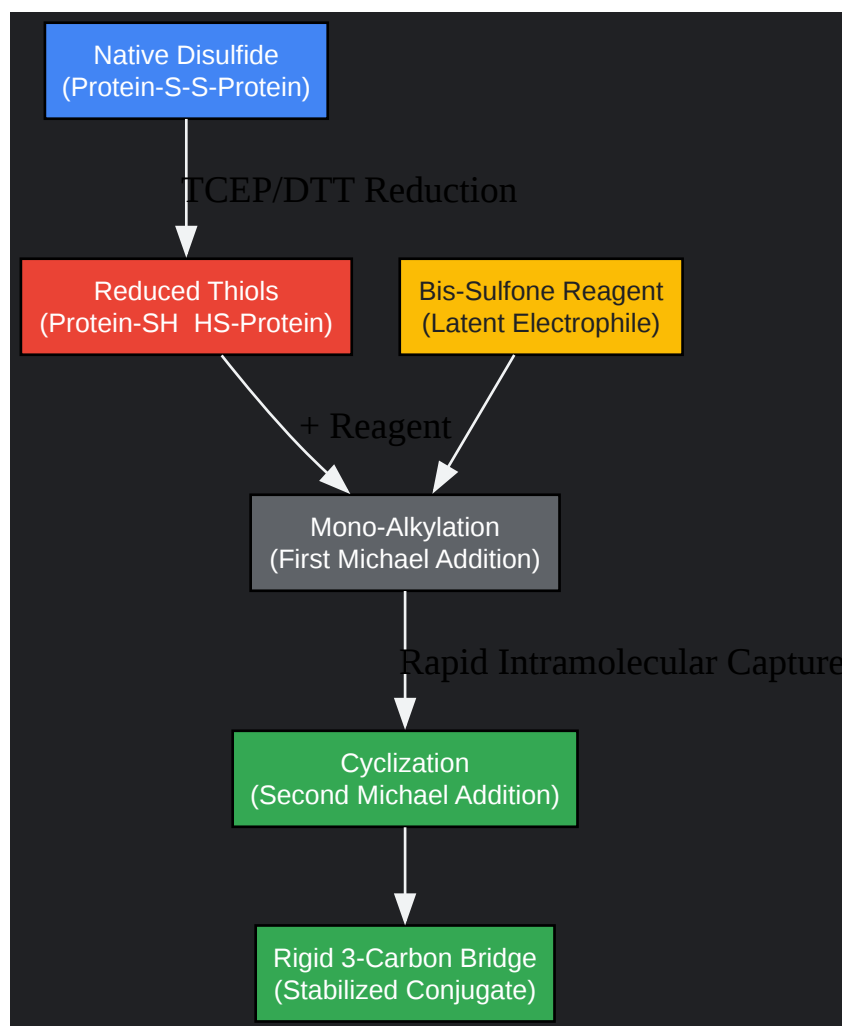 Native Disulfide
(Protein-S-S-Protein)
TCEP/DTT Reduction
Reduced Thiols
(Protein-SH  HS-Protein)
Bis-Sulfone Reagent
(Latent Electrophile)
+ Reagent
Mono-Alkylation
(First Michael Addition)
Rapid Intramolecular Capture
Cyclization
(Second Michael Addition)
Rigid 3-Carbon Bridge
(Stabilized Conjugate)